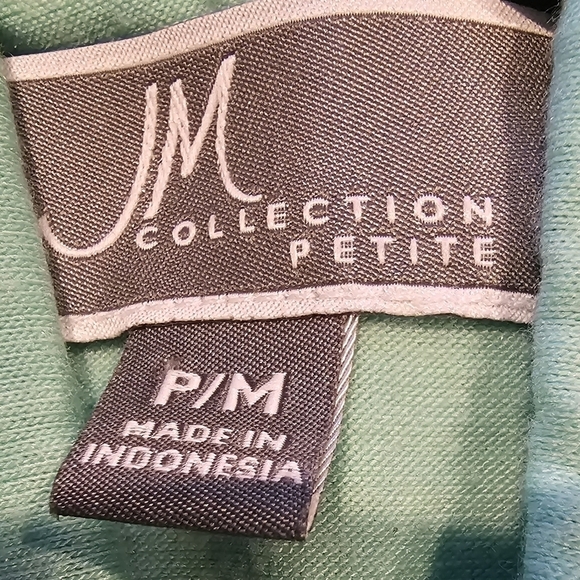 JM
COLLECTION
PETITE
P/M
MADE IN
INDONESIA